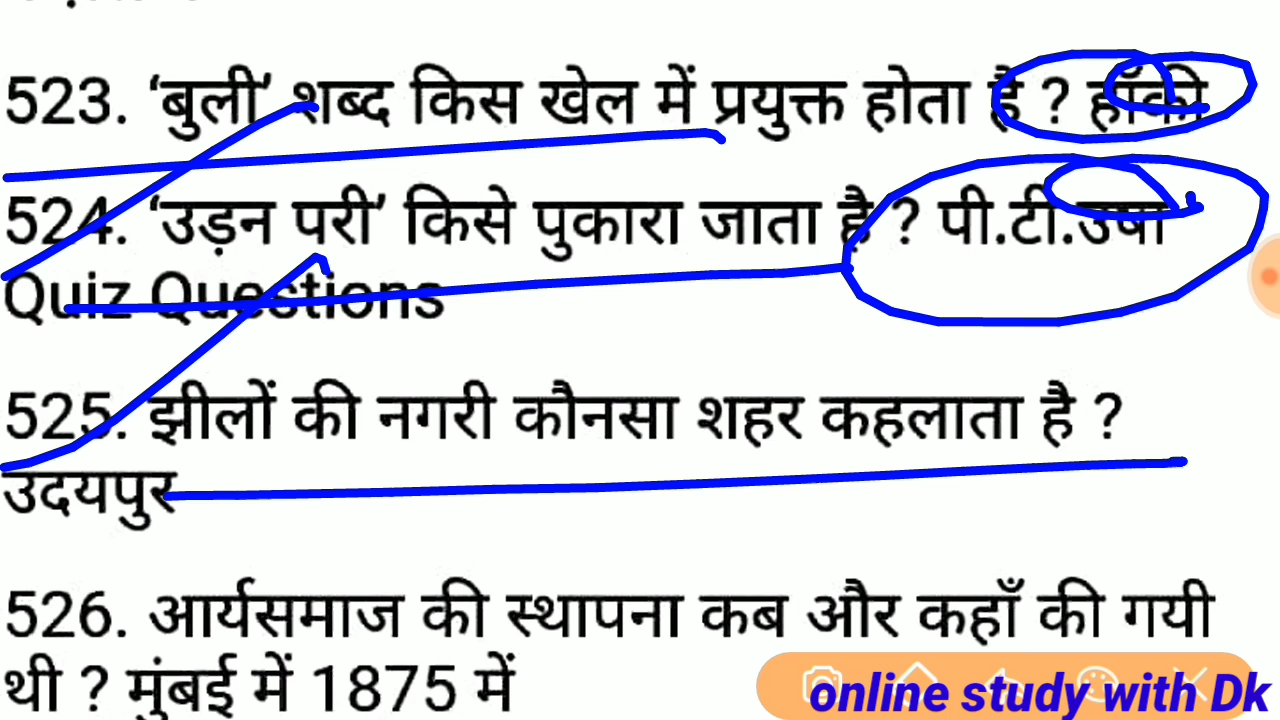 523. ‘बुली’ शब्द किस खेल में प्रयुक्त होता है ? हॉकी
524. ‘उड़न परी’ किसे पुकारा जाता है ? पी.टी.उषा
Quiz Questions
525. झीलों की नगरी कौनसा शहर कहलाता है ?
उदयपुर
526. आर्यसमाज की स्थापना कब और कहाँ की गयी
थी ? मुंबई में 1875 में
online study with Dk